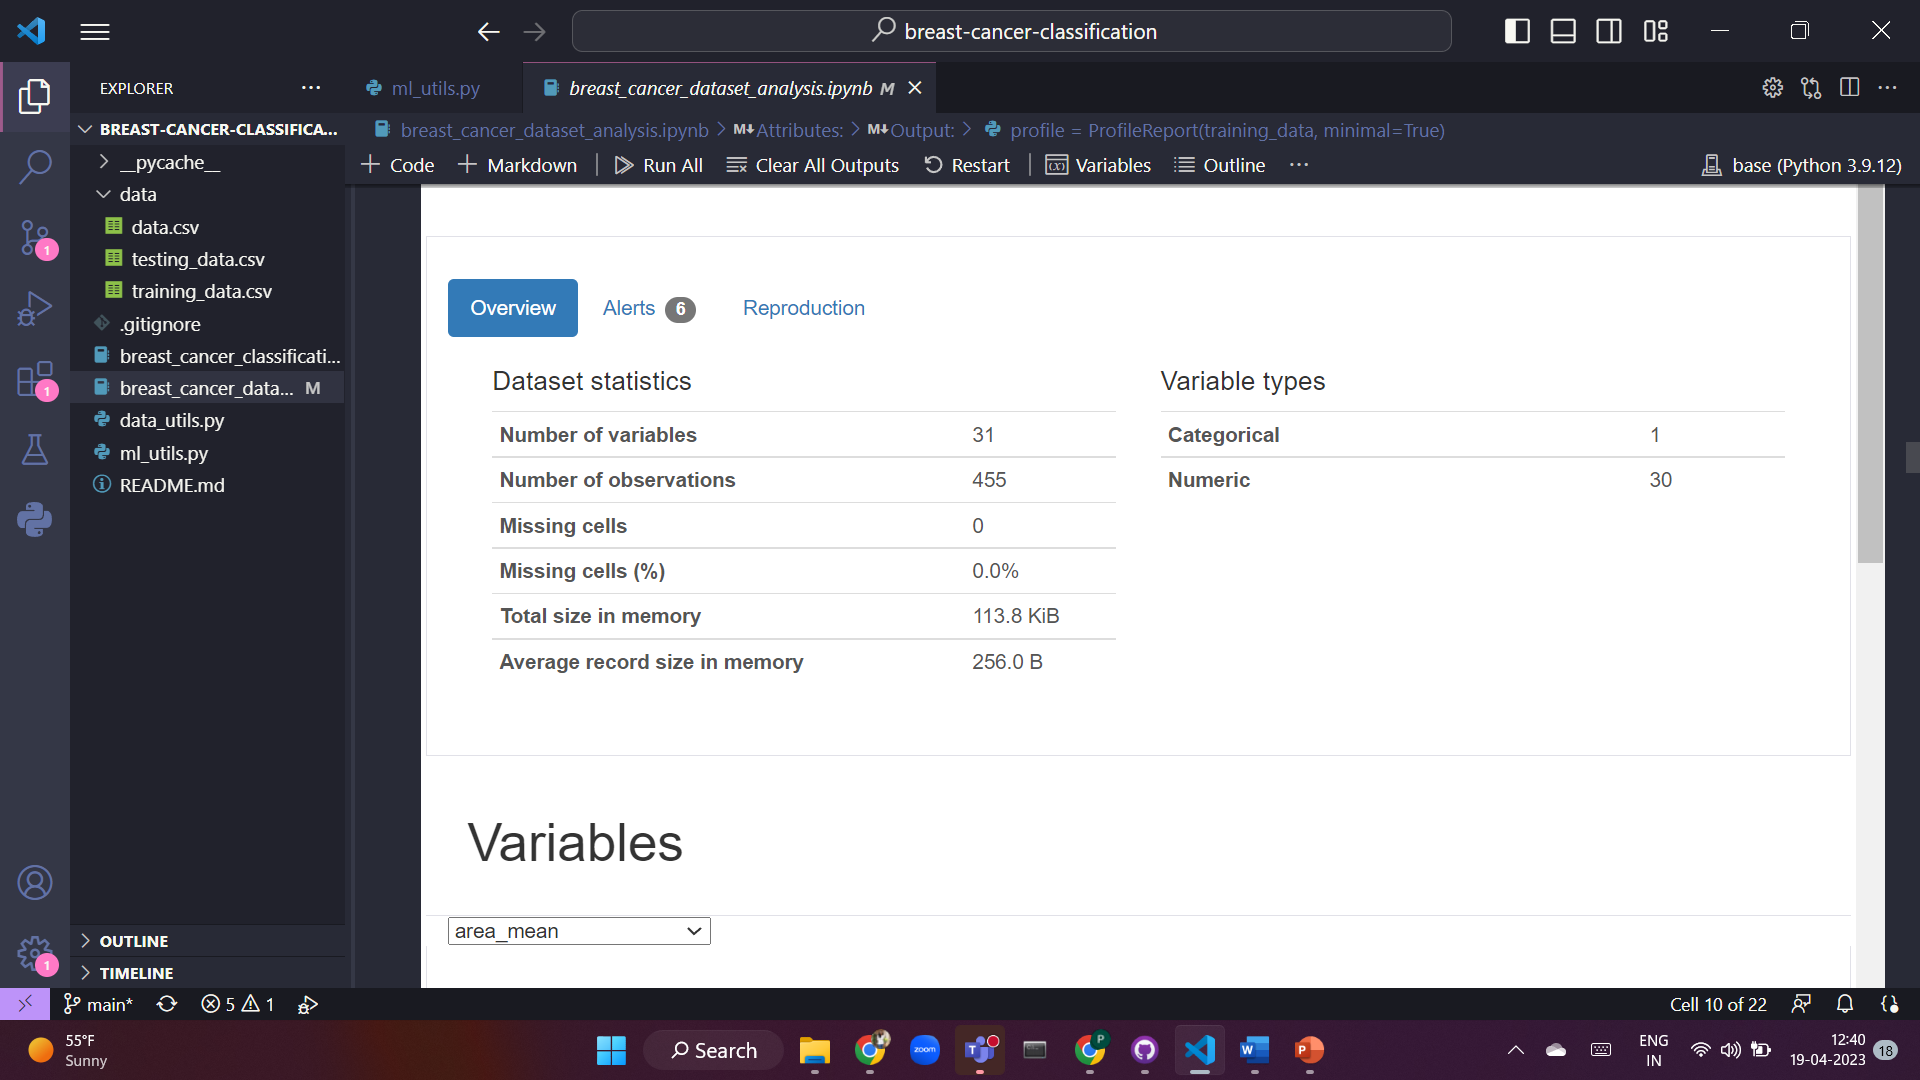 breast-cancer-classification
EXPLORER
ml_utils.py
breast_cancer_dataset_analysis.ipynb M
BREAST-CANCER-CLASSIFICA...
breast_cancer_dataset_analysis.ipynb > M↓Attributes: > M↓Output: > profile = ProfileReport(training_data, minimal=True)
+ Code + Markdown Run All Clear All Outputs Restart Variables Outline ···
base (Python 3.9.12)
__pycache__
data
data.csv
testing_data.csv
training_data.csv
.gitignore
breast_cancer_classificati...
breast_cancer_data... M
data_utils.py
ml_utils.py
README.md
1
1
1
OUTLINE
TIMELINE
Overview Alerts 6 Reproduction
Dataset statistics
Number of variables 31
Number of observations 455
Missing cells 0
Missing cells (%) 0.0%
Total size in memory 113.8 KiB
Average record size in memory 256.0 B
Variable types
Categorical 1
Numeric 30
Variables
area_mean
main* 5 1
Cell 10 of 22
55°F
Sunny
Search
zoom
ENG
IN
12:40
19-04-2023
18